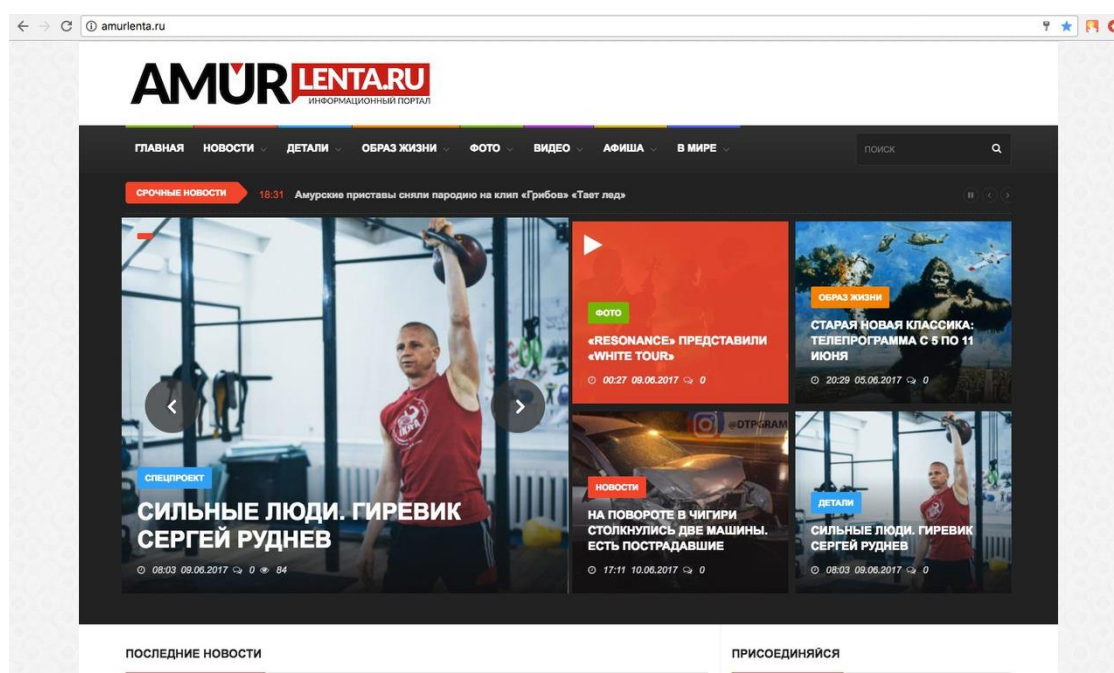 amurlenta.ru
AMUR LENTA.RU
ИНФОРМАЦИОННЫЙ ПОРТАЛ
ГЛАВНАЯ НОВОСТИ ДЕТАЛИ ОБРАЗ ЖИЗНИ ФОТО ВИДЕО АФИША В МИРЕ ПОИСК
СРОЧНЫЕ НОВОСТИ 18:31 Амурские приставы сняли пародию на клип «Грибов» «Тает лед»
СПЕЦПРОЕКТ
СИЛЬНЫЕ ЛЮДИ. ГИРЕВИК
СЕРГЕЙ РУДНЕВ
08:03 09.06.2017 0 84
ФОТО
«RESONANCE» ПРЕДСТАВИЛИ
«WHITE TOUR»
00:27 09.06.2017 0
ОБРАЗ ЖИЗНИ
СТАРАЯ НОВАЯ КЛАССИКА:
ТЕЛЕПРОГРАММА С 5 ПО 11
ИЮНЯ
20:29 05.06.2017 0
@DTPGRAM
НОВОСТИ
НА ПОВОРОТЕ В ЧИГИРИ
СТОЛКНУЛИСЬ ДВЕ МАШИНЫ.
ЕСТЬ ПОСТРАДАВШИЕ
17:11 10.06.2017 0
ДЕТАЛИ
СИЛЬНЫЕ ЛЮДИ. ГИРЕВИК
СЕРГЕЙ РУДНЕВ
08:03 09.06.2017 0
ПОСЛЕДНИЕ НОВОСТИ
ПРИСОЕДИНЯЙСЯ